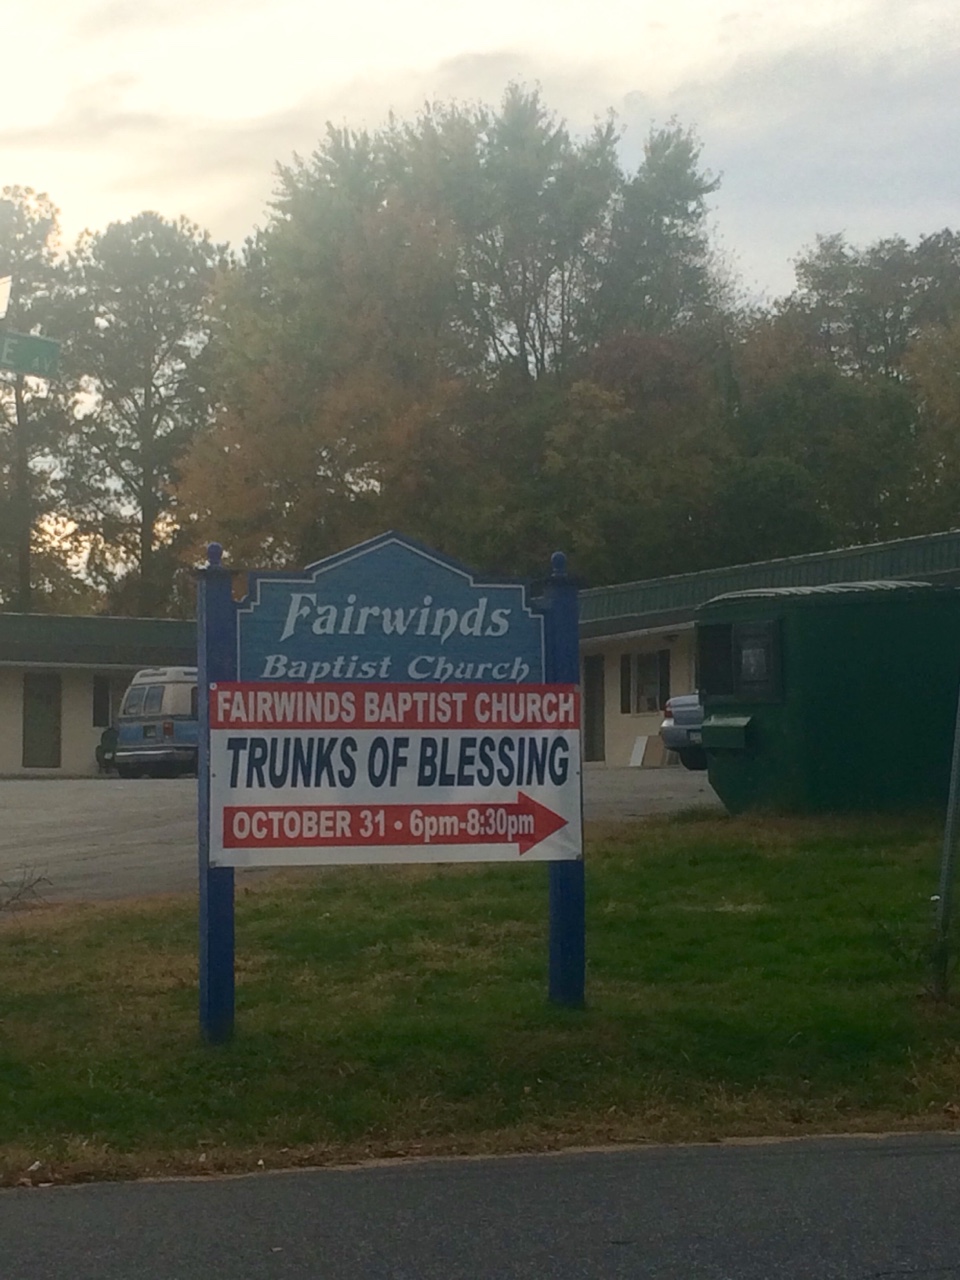 E
Fairwinds
Baptist Church
FAIRWINDS BAPTIST CHURCH
TRUNKS OF BLESSING
OCTOBER 31 • 6pm-8:30pm